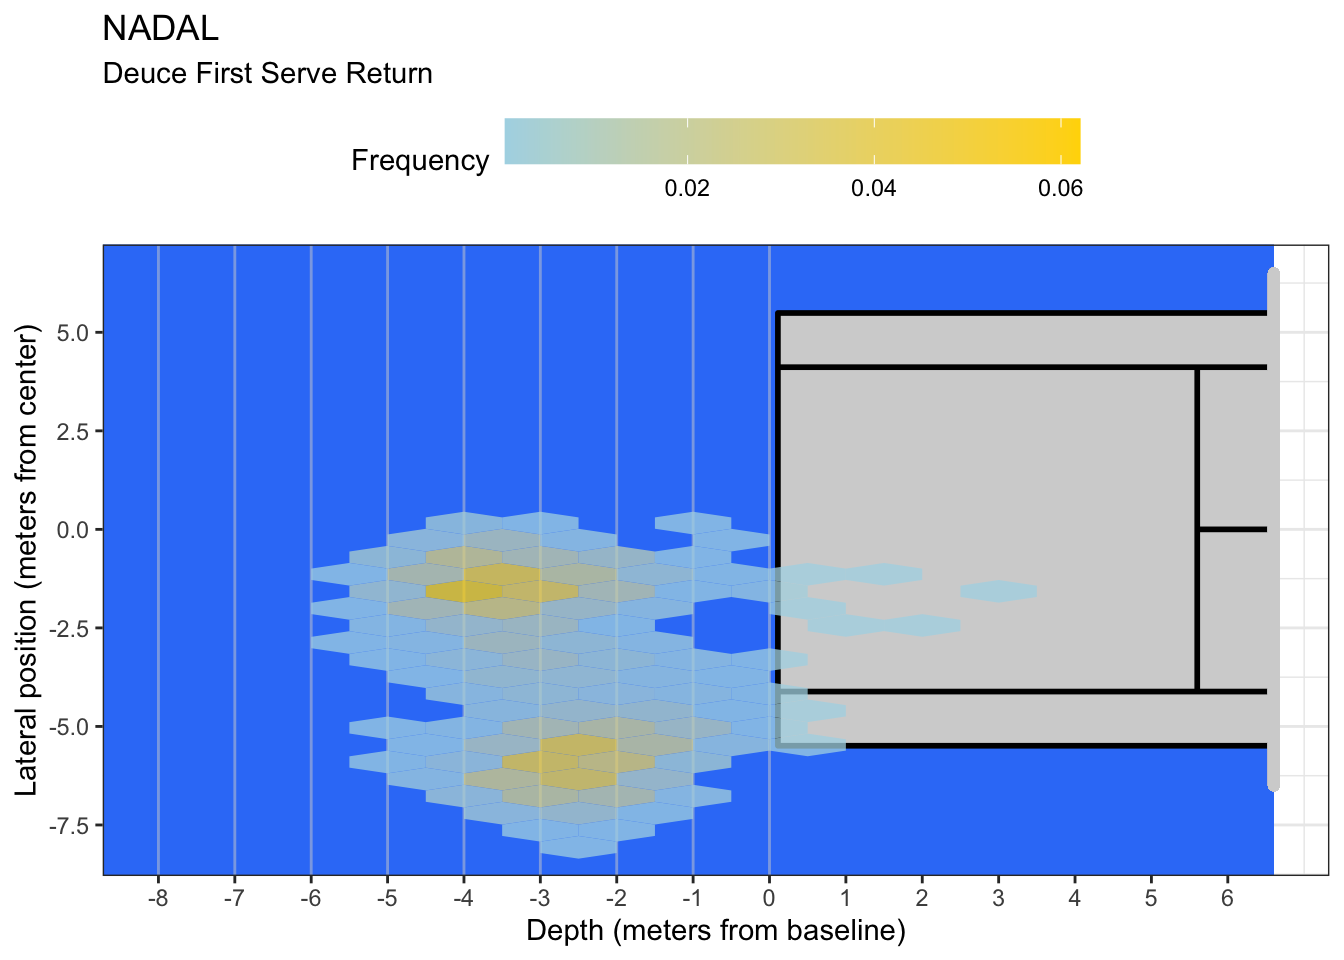 NADAL
Deuce First Serve Return
Frequency
0.02 0.04 0.06
Lateral position (meters from center)
5.0
2.5
0.0
-2.5
-5.0
-7.5
-8 -7 -6 -5 -4 -3 -2 -1 0 1 2 3 4 5 6
Depth (meters from baseline)